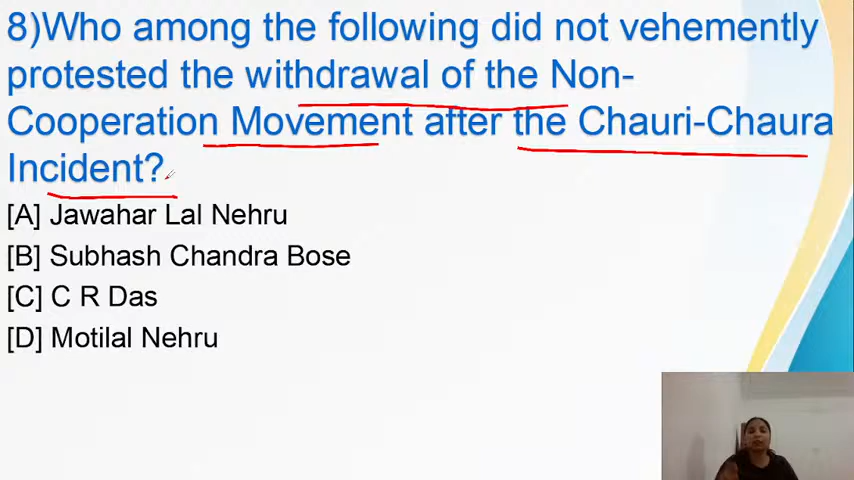 8)Who among the following did not vehemently
protested the withdrawal of the Non-
Cooperation Movement after the Chauri-Chaura
Incident?
[A] Jawahar Lal Nehru
[B] Subhash Chandra Bose
[C] C R Das
[D] Motilal Nehru